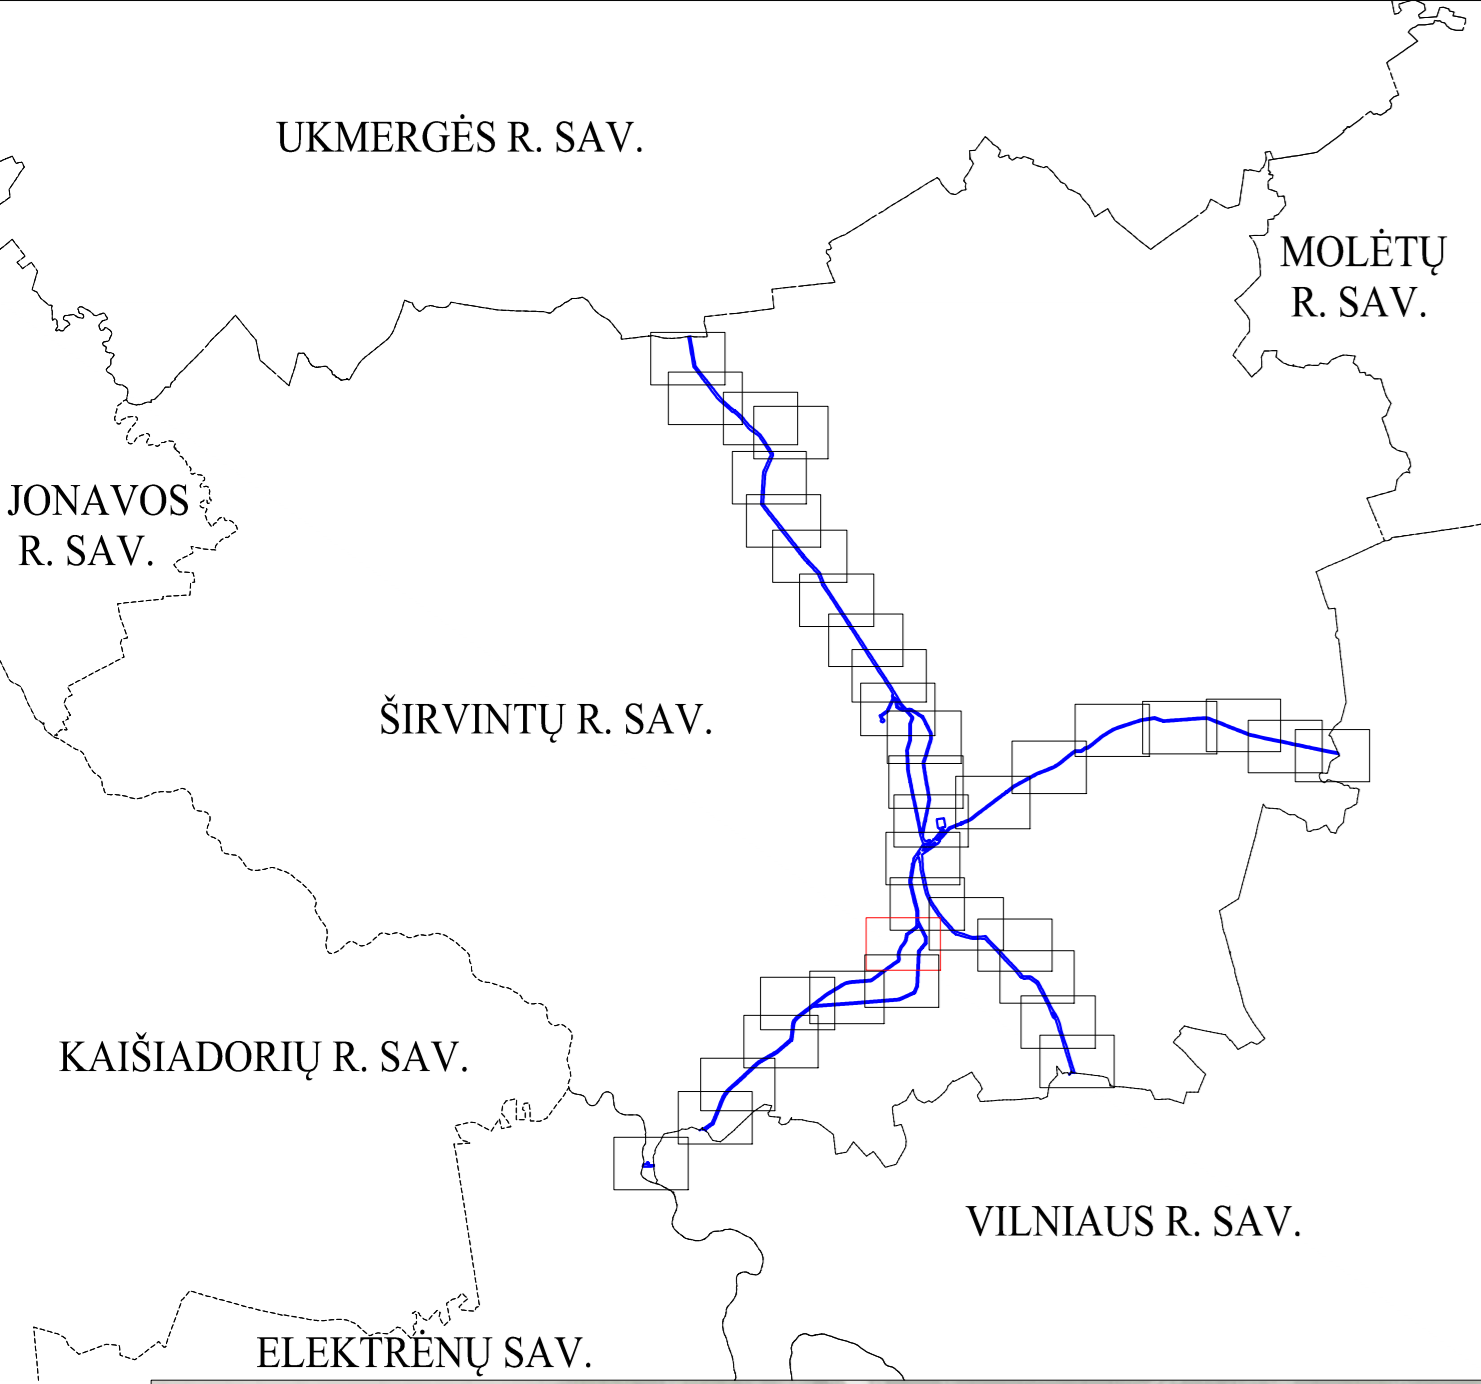 UKMERGĖS R. SAV.
MOLĖTŲ
R. SAV.
JONAVOS
R. SAV.
ŠIRVINTŲ R. SAV.
KAIŠIADORIŲ R. SAV.
VILNIAUS R. SAV.
ELEKTRĖNŲ SAV.